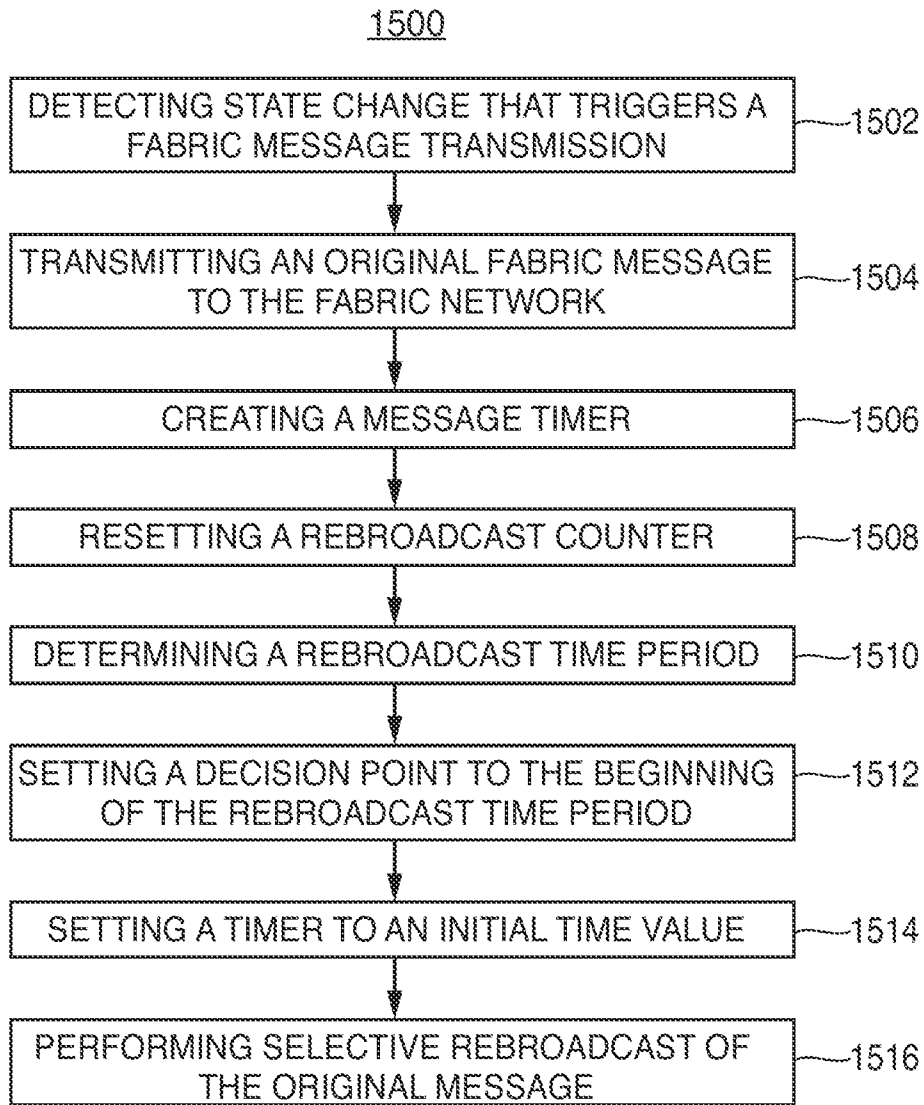 1500
DETECTING STATE CHANGE THAT TRIGGERS A
FABRIC MESSAGE TRANSMISSION
1502
TRANSMITTING AN ORIGINAL FABRIC MESSAGE
TO THE FABRIC NETWORK
1504
CREATING A MESSAGE TIMER
1506
RESETTING A REBROADCAST COUNTER
1508
DETERMINING A REBROADCAST TIME PERIOD
1510
SETTING A DECISION POINT TO THE BEGINNING
OF THE REBROADCAST TIME PERIOD
1512
SETTING A TIMER TO AN INITIAL TIME VALUE
1514
PERFORMING SELECTIVE REBROADCAST OF
THE ORIGINAL MESSAGE
1516